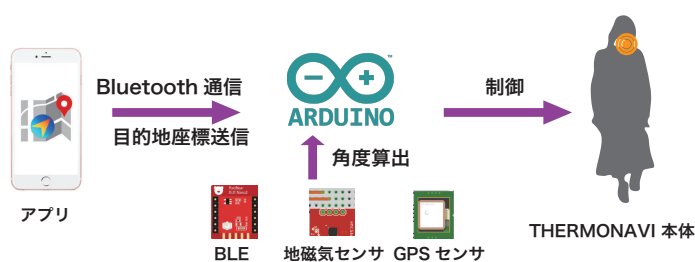 Bluetooth 通信
目的地座標送信
アプリ
ARDUINO
TM
角度算出
制御
BLE
地磁気センサ
GPS センサ
THERMONAVI 本体